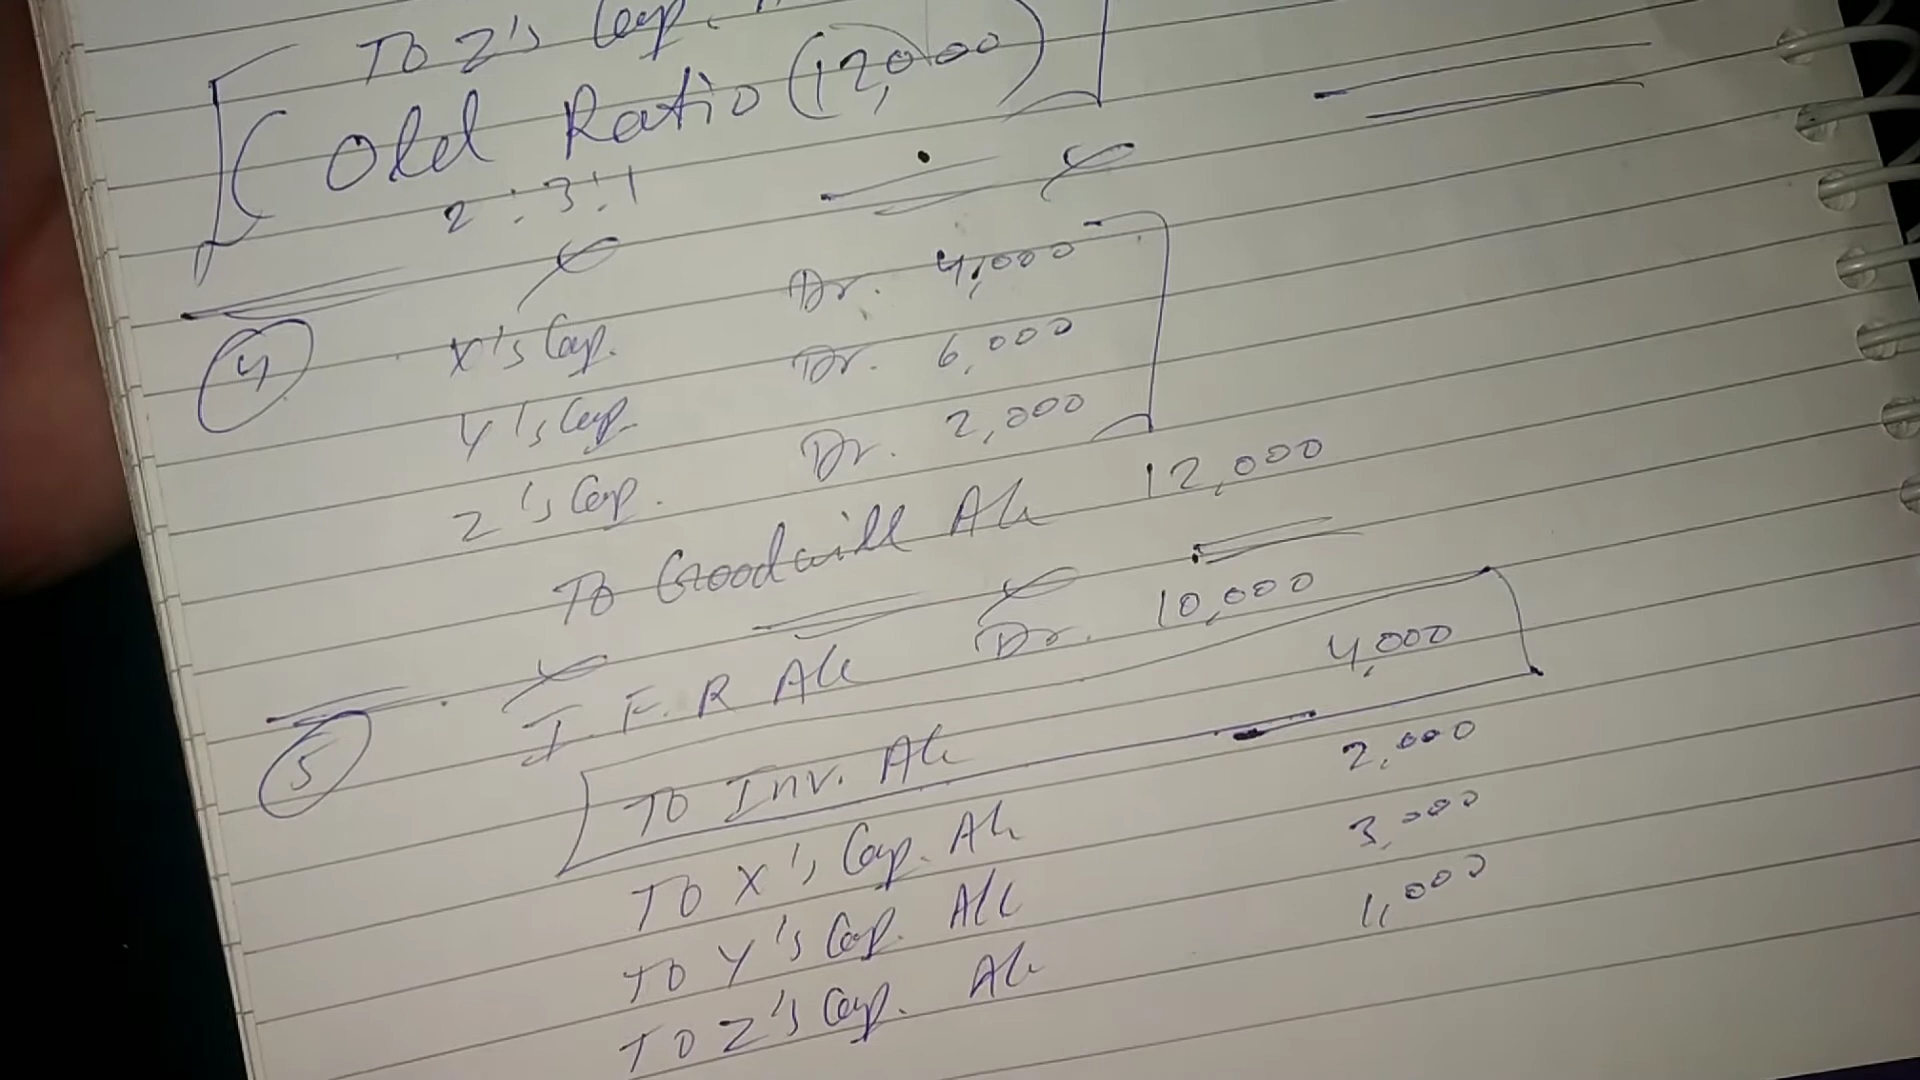 To Z's Cap.
( Old Ratio (12,000)
2 : 3 : 1
4 X's Cap. Dr. 4,000
Y's Cap. Dr. 6,000
Z's Cap. Dr. 2,000
To Goodwill A/c 12,000
5 I. F. R A/c Dr. 10,000
To Inv. A/c 4,000
To X's Cap. A/c 2,000
To Y's Cap. A/c 3,000
To Z's Cap. A/c 1,000